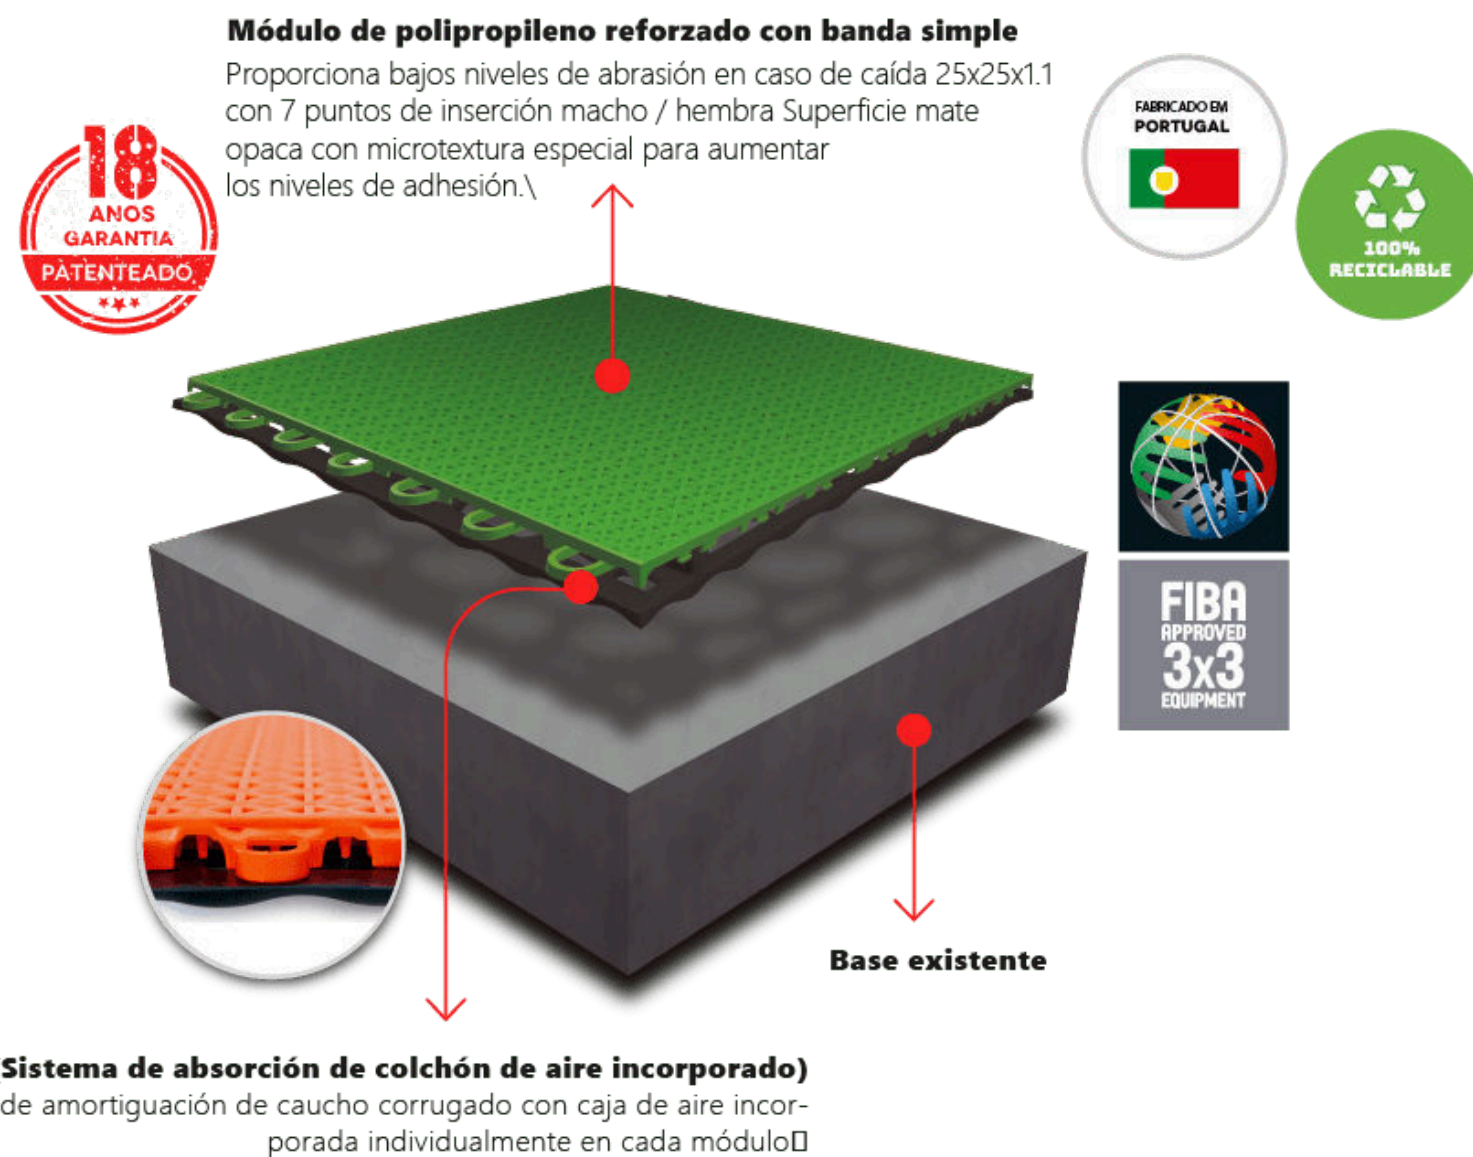 Módulo de polipropileno reforzado con banda simple
Proporciona bajos niveles de abrasión en caso de caída 25x25x1.1
con 7 puntos de inserción macho / hembra Superficie mate
opaca con microtextura especial para aumentar
los niveles de adhesión.\
18
ANOS
GARANTIA
PATENTEADO
FABRICADO EM
PORTUGAL
100%
RECICLABLE
FIBA
APPROVED
3x3
EQUIPMENT
Base existente
(Sistema de absorción de colchón de aire incorporado)
de amortiguación de caucho corrugado con caja de aire incor-
porada individualmente en cada módulo